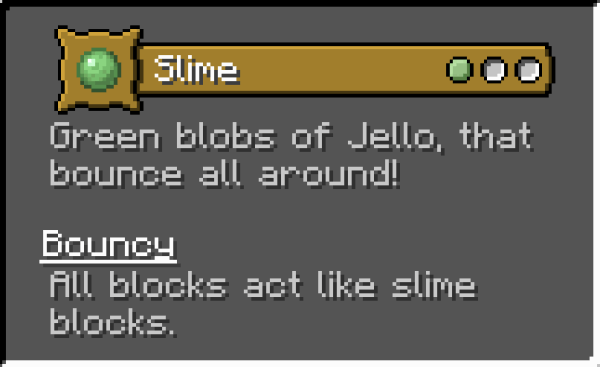 Slime
Green blobs of Jello, that
bounce all around!
Bouncy
All blocks act like slime
blocks.